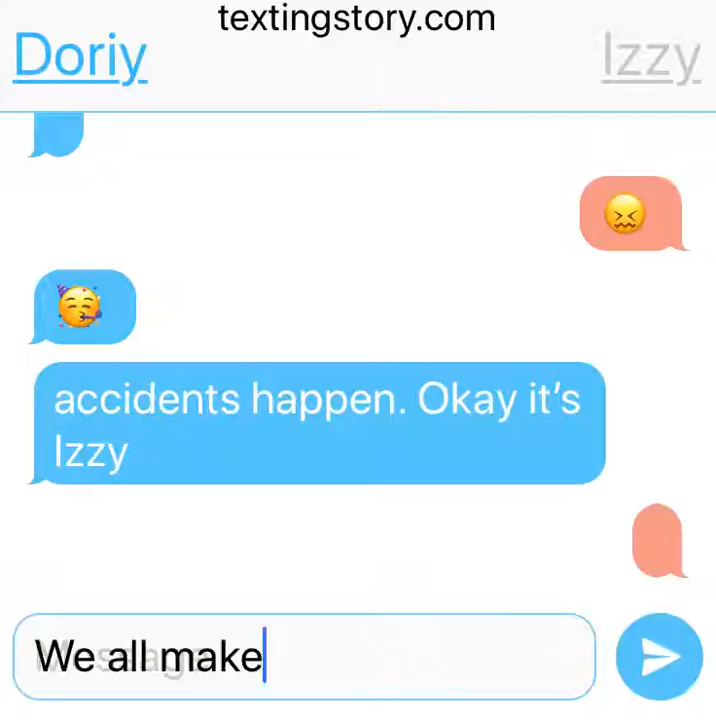 textingstory.com
Doriy
Izzy
😖
🥳
accidents happen. Okay it's
Izzy
We all make